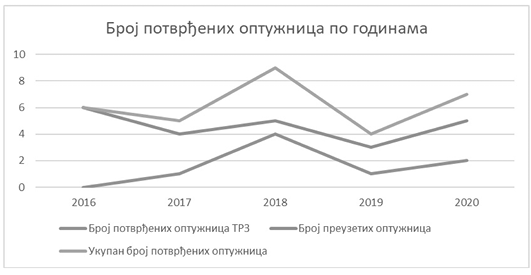 Број потврђених оптужница по годинама
10
8
6
4
2
0
2016 2017 2018 2019 2020
Број потврђених оптужница ТРЗ Број преузетих оптужница
Укупан број потврђених оптужница